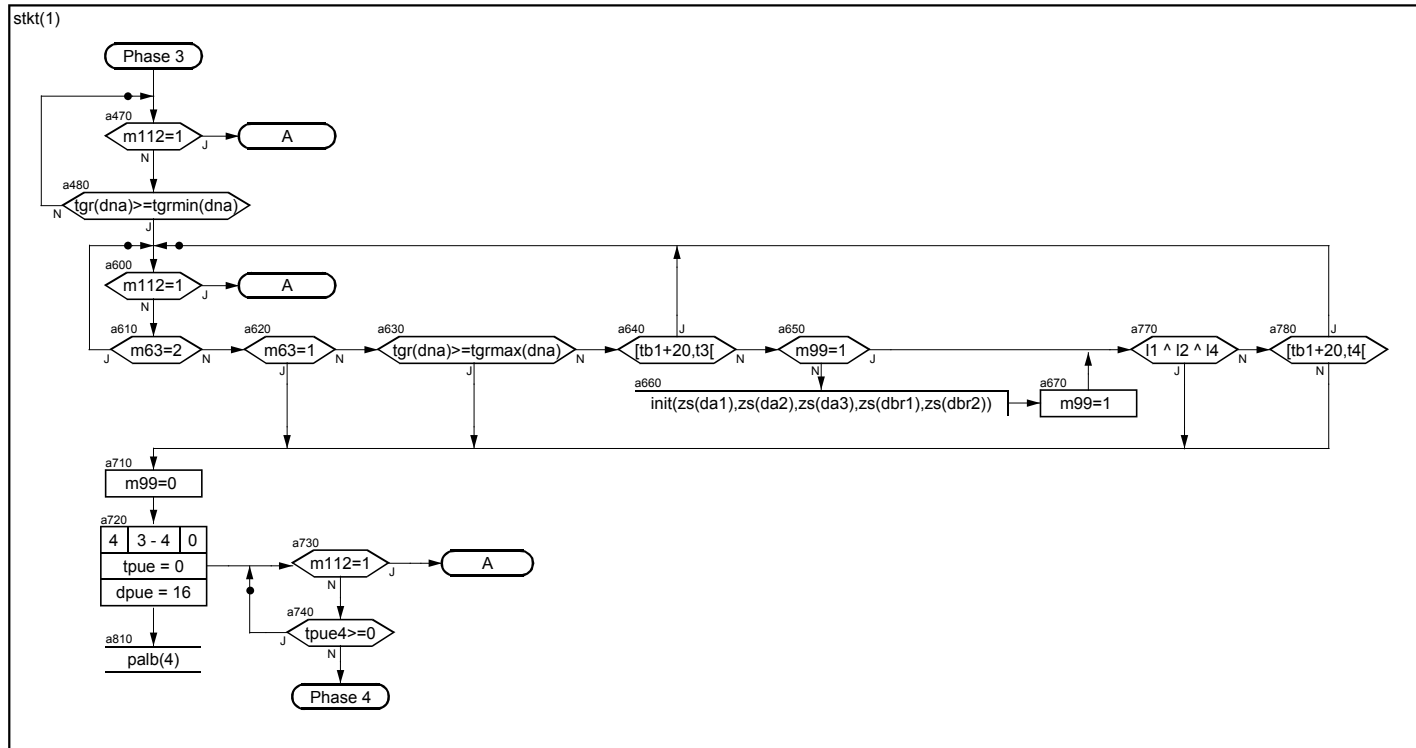 stkt(1)
Phase 3
a470
m112=1
J
A
N
a480
tgr(dna)>=tgrmin(dna)
N
J
a600
m112=1
J
A
N
a610
m63=2
J
N
a620
m63=1
N
J
a630
tgr(dna)>=tgrmax(dna)
N
J
a640
[tb1+20,t3[
J
N
a650
m99=1
J
N
a660
init(zs(da1),zs(da2),zs(da3),zs(dbr1),zs(dbr2))
a670
m99=1
a770
l1 ^ l2 ^ l4
N
J
a780
[tb1+20,t4[
J
N
a710
m99=0
a720
4 3 - 4 0
tpue = 0
dpue = 16
a730
m112=1
J
A
N
a740
tpue4>=0
J
N
a810
palb(4)
Phase 4